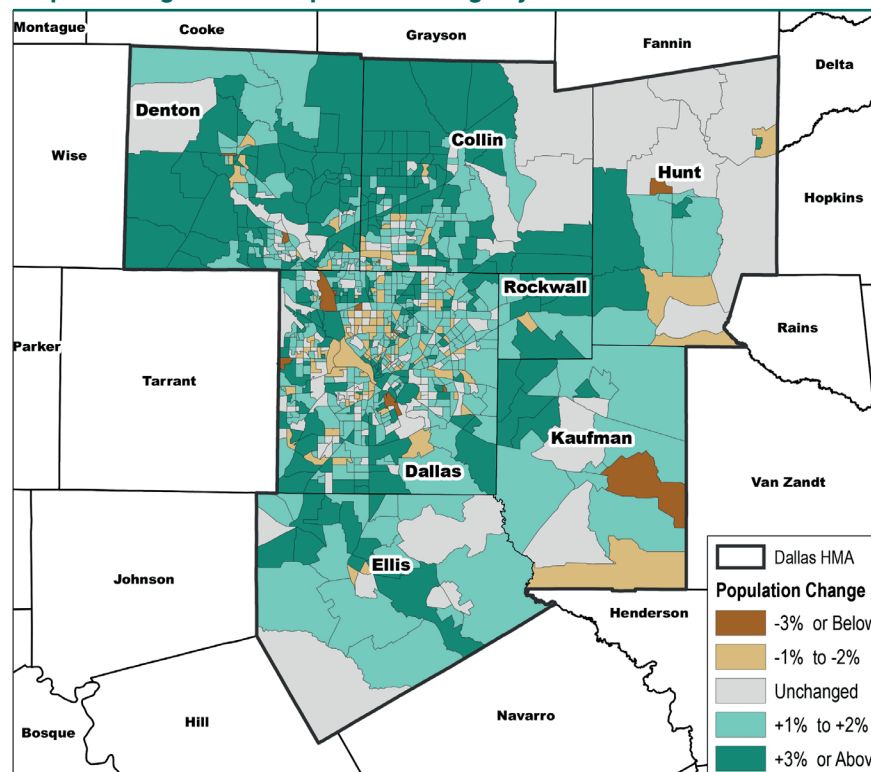 Montague
Cooke
Grayson
Fannin
Delta
Denton
Collin
Wise
Hunt
Hopkins
Rockwall
Rains
Parker
Tarrant
Kaufman
Dallas
Van Zandt
Ellis
Johnson
Henderson
Navarro
Hill
Bosque
Dallas HMA
Population Change
-3% or Below
-1% to -2%
Unchanged
+1% to +2%
+3% or Above